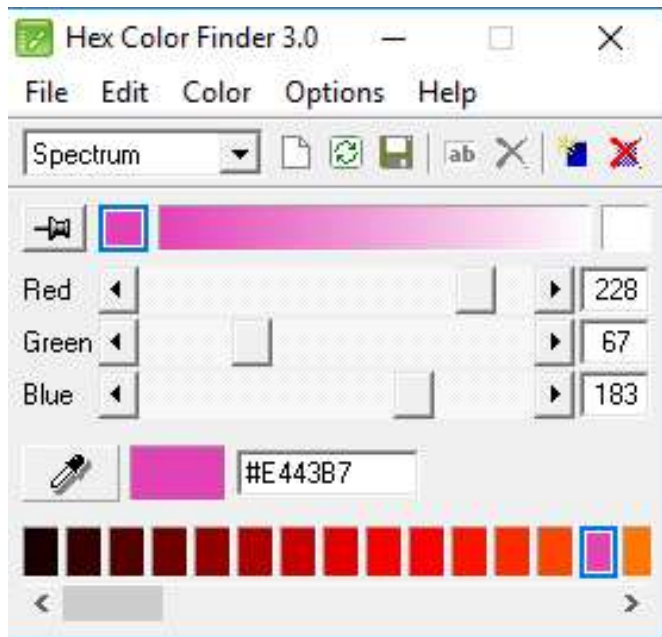 Hex Color Finder 3.0
File Edit Color Options Help
Spectrum ab
Red 228
Green 67
Blue 183
#E443B7